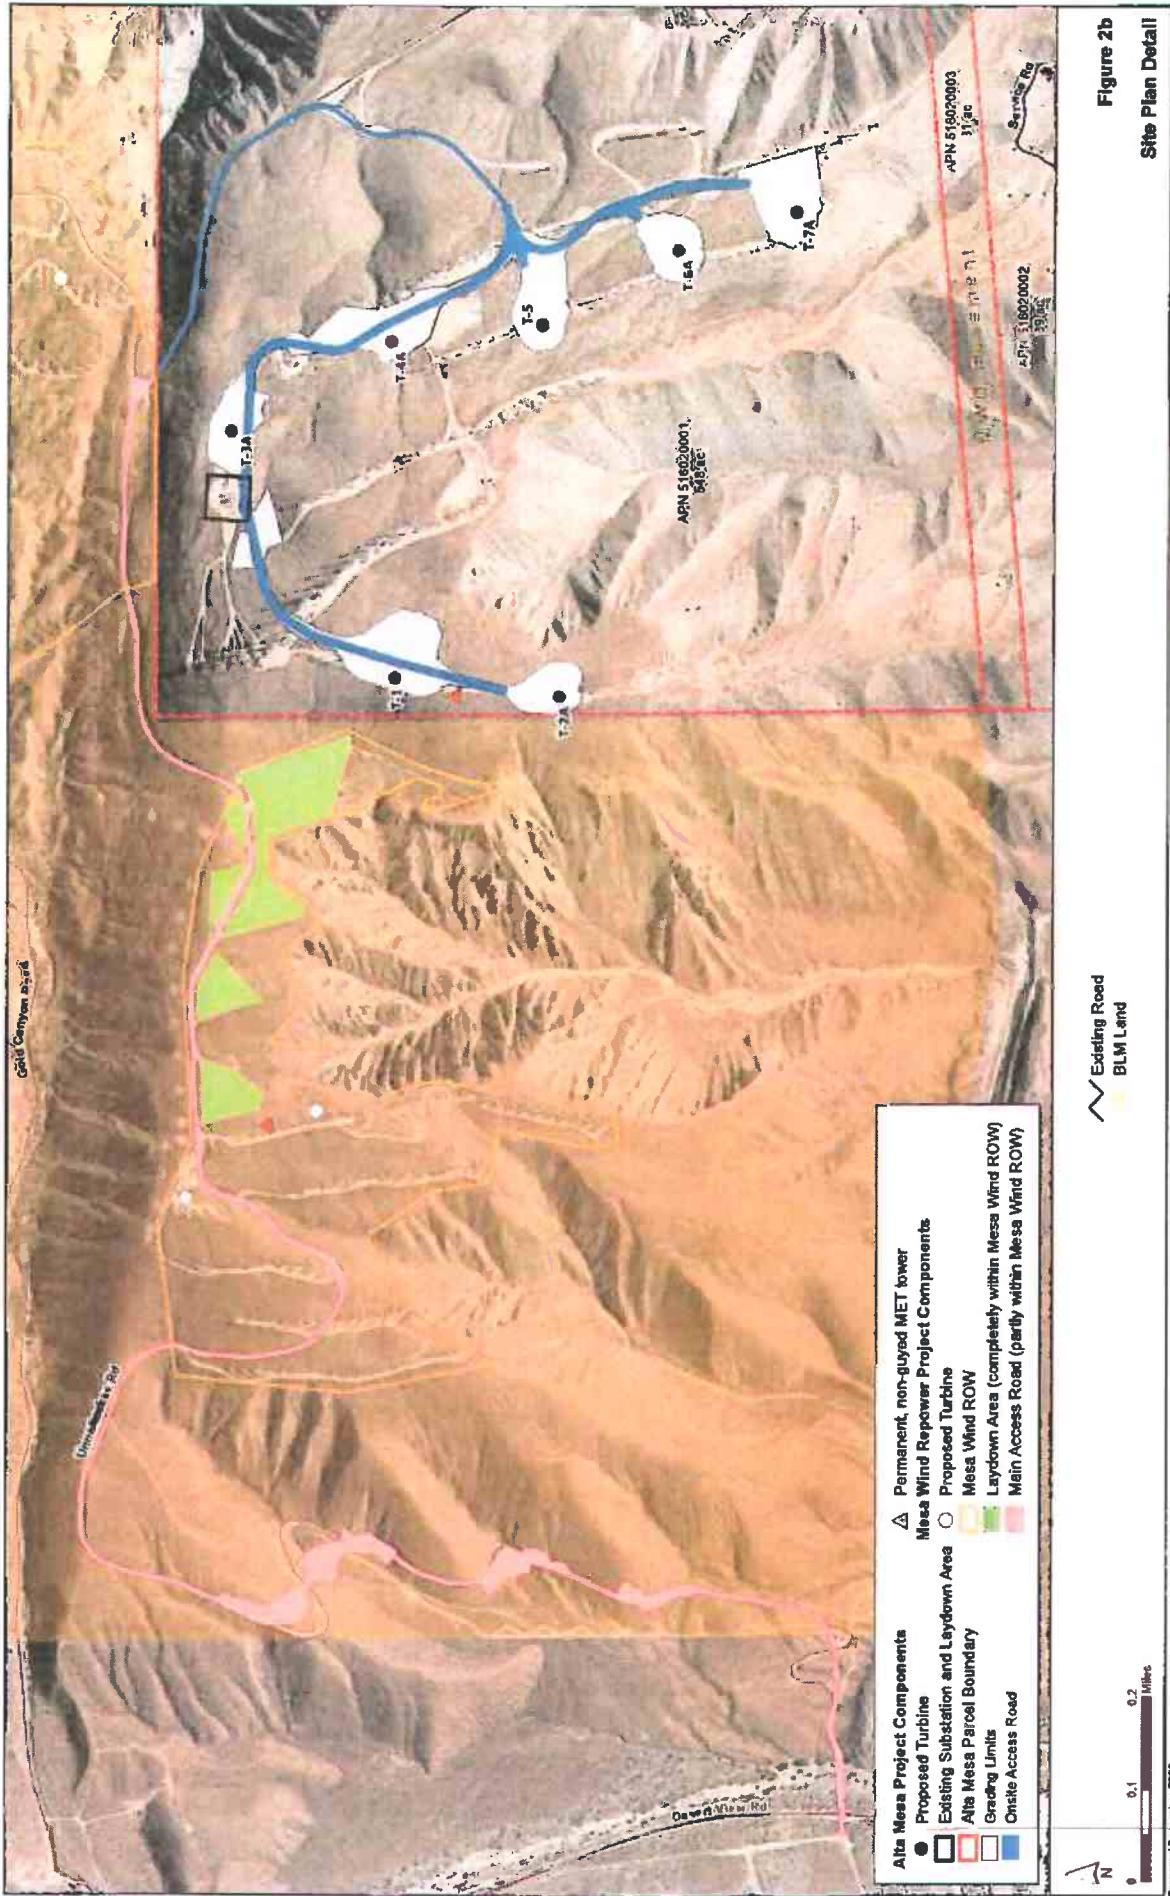 Gold Canyon Road
Desert View Rd
T-1
T-2A
T-3A
T-4A
T-5
T-6A
T-7A
APN 516020001,
648 ac
APN 516020002
APN 516020003
31 ac
Service Rd
Alta Mesa Project Components
Proposed Turbine
Existing Substation and Laydown Area
Alta Mesa Parcel Boundary
Grading Limits
Onsite Access Road
Permanent, non-guyed MET tower
Mesa Wind Repower Project Components
Proposed Turbine
Mesa Wind ROW
Laydown Area (completely within Mesa Wind ROW)
Main Access Road (partly within Mesa Wind ROW)
Existing Road
BLM Land
N
0 0.1 0.2
Miles
Figure 2b
Site Plan Detail